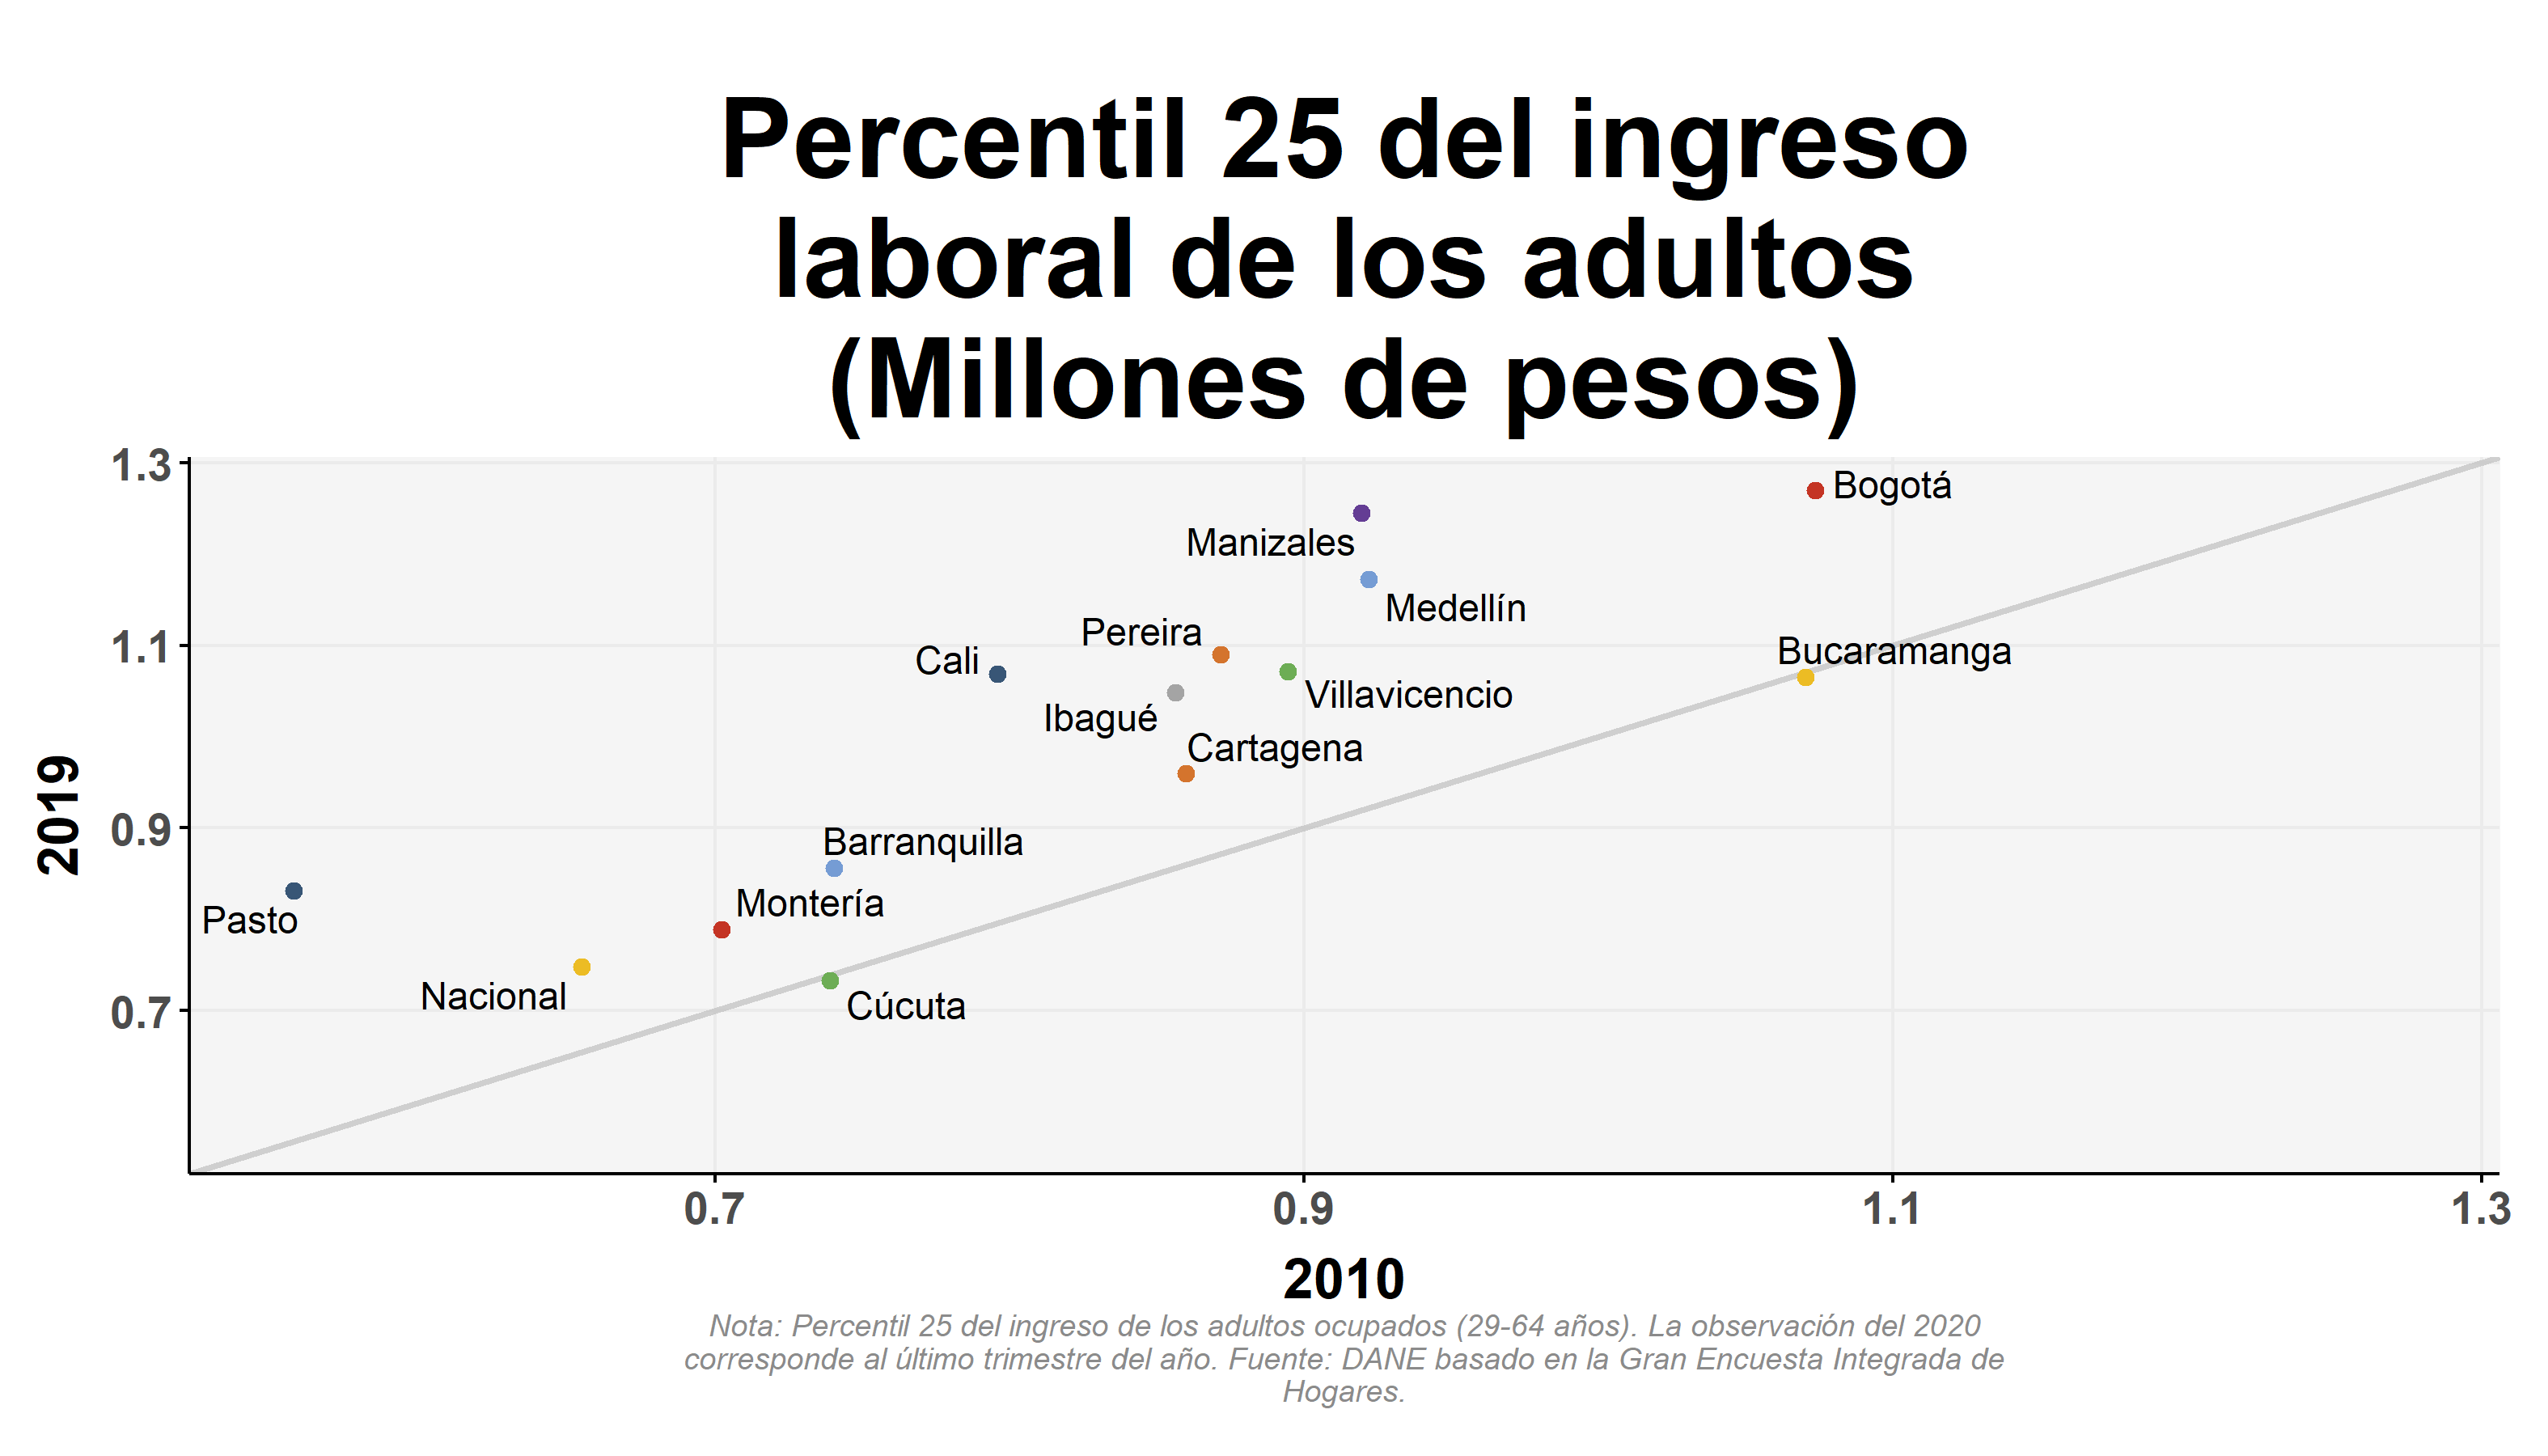 Percentil 25 del ingreso
laboral de los adultos
(Millones de pesos)
1.3
1.1
0.9
0.7
2019
Bogotá
Manizales
Medellín
Pereira
Cali
Bucaramanga
Villavicencio
Ibagué
Cartagena
Barranquilla
Montería
Pasto
Nacional
Cúcuta
0.7 0.9 1.1 1.3
2010
Nota: Percentil 25 del ingreso de los adultos ocupados (29-64 años). La observación del 2020
corresponde al último trimestre del año. Fuente: DANE basado en la Gran Encuesta Integrada de
Hogares.